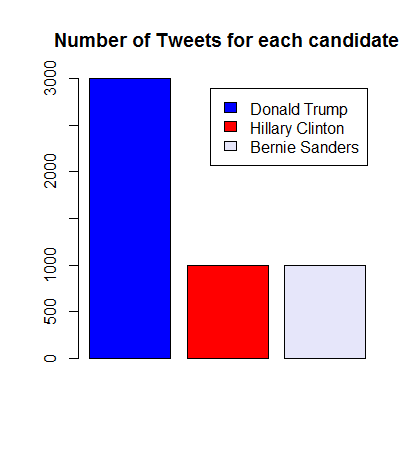 Number of Tweets for each candidate
3000
2000
1000
500
0
Donald Trump
Hillary Clinton
Bernie Sanders